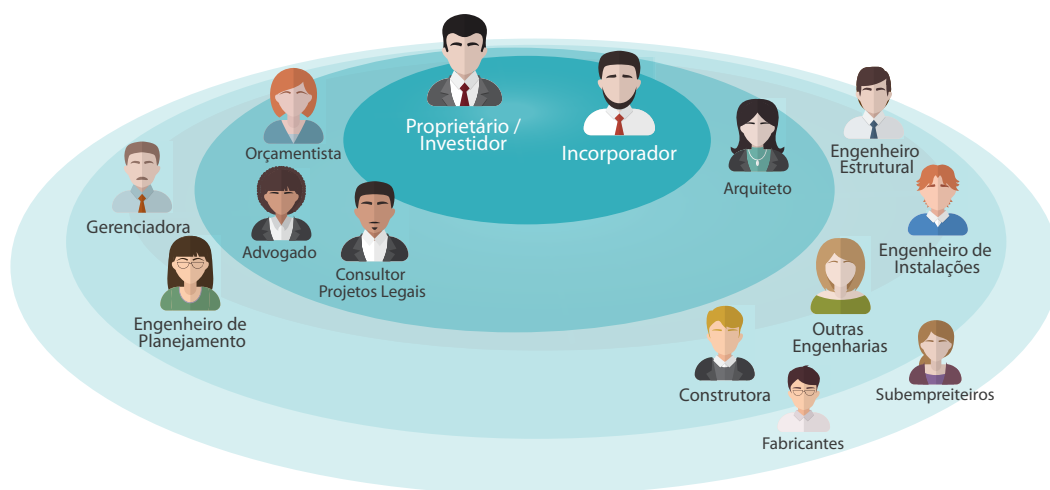 Proprietário /
Investidor
Incorporador
Orçamentista
Arquiteto
Engenheiro
Estrutural
Gerenciadora
Advogado
Consultor
Projetos Legais
Engenheiro de
Instalações
Engenheiro de
Planejamento
Outras
Engenharias
Construtora
Subempreiteiros
Fabricantes